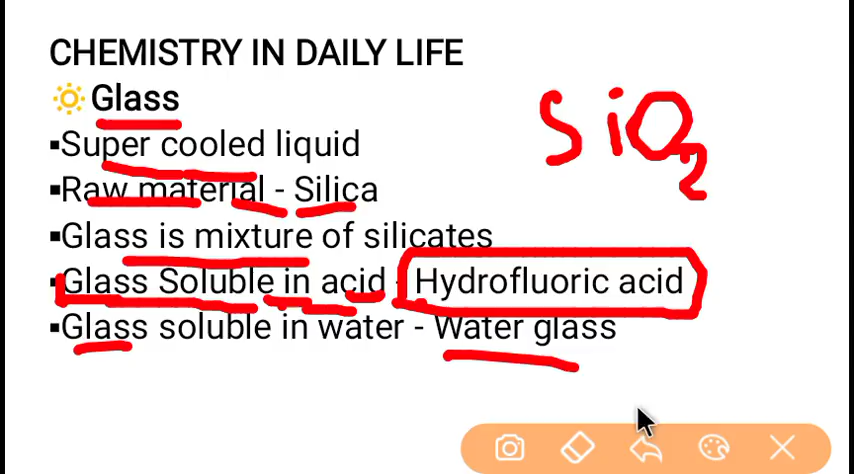 CHEMISTRY IN DAILY LIFE
Glass
▪Super cooled liquid
▪Raw material - Silica
▪Glass is mixture of silicates
▪Glass Soluble in acid - Hydrofluoric acid
▪Glass soluble in water - Water glass
SiO2